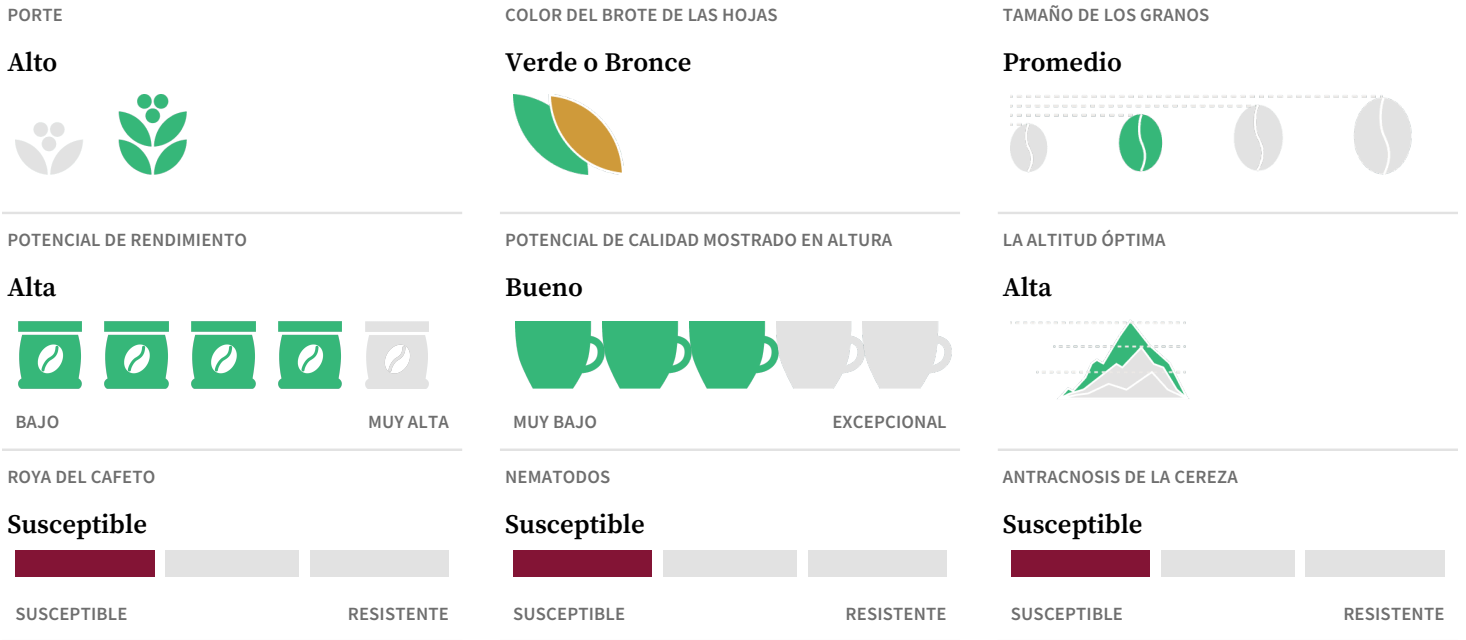 PORTE
Alto
COLOR DEL BROTE DE LAS HOJAS
Verde o Bronce
TAMAÑO DE LOS GRANOS
Promedio
POTENCIAL DE RENDIMIENTO
Alta
BAJO
MUY ALTA
POTENCIAL DE CALIDAD MOSTRADO EN ALTURA
Bueno
MUY BAJO
EXCEPCIONAL
LA ALTITUD ÓPTIMA
Alta
ROYA DEL CAFETO
Susceptible
SUSCEPTIBLE
RESISTENTE
NEMATODOS
Susceptible
SUSCEPTIBLE
RESISTENTE
ANTRACNOSIS DE LA CEREZA
Susceptible
SUSCEPTIBLE
RESISTENTE